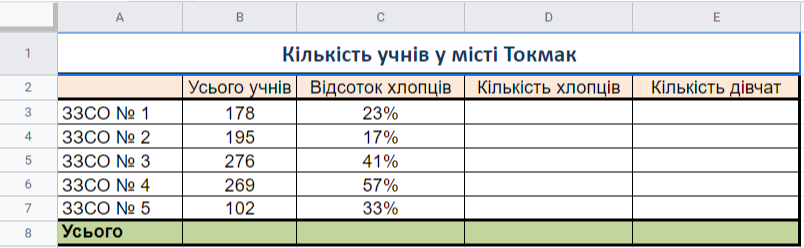 A B C D E
1 Кількість учнів у місті Токмак
2 Усього учнів Відсоток хлопців Кількість хлопців Кількість дівчат
3 ЗЗСО № 1 178 23%
4 ЗЗСО № 2 195 17%
5 ЗЗСО № 3 276 41%
6 ЗЗСО № 4 269 57%
7 ЗЗСО № 5 102 33%
8 Усього